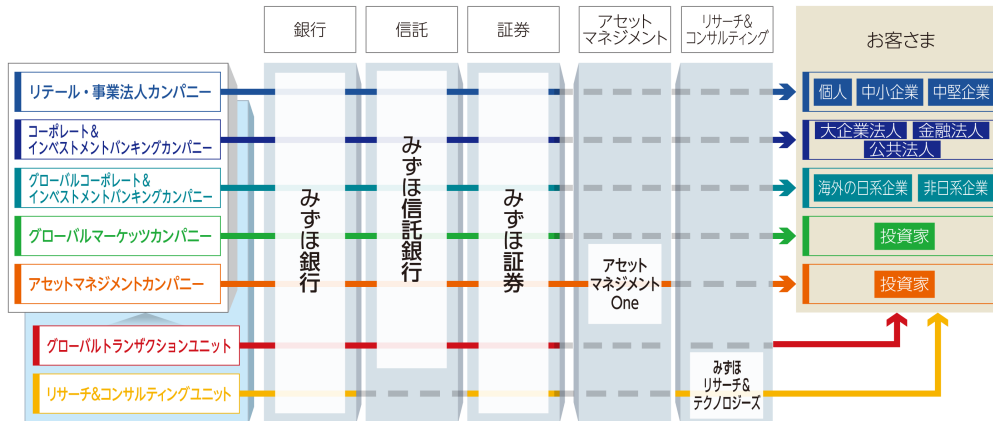 銀行
信託
証券
アセット
マネジメント
リサーチ&
コンサルティング
お客さま
リテール・事業法人カンパニー
個人
中小企業
中堅企業
コーポレート&
インベストメントバンキングカンパニー
大企業法人
金融法人
公共法人
グローバルコーポレート&
インベストメントバンキングカンパニー
海外の日系企業
非日系企業
グローバルマーケッツカンパニー
投資家
アセットマネジメントカンパニー
投資家
グローバルトランザクションユニット
リサーチ&コンサルティングユニット
みずほ銀行
みずほ信託銀行
みずほ証券
アセット
マネジメント
One
みずほ
リサーチ&
テクノロジーズ